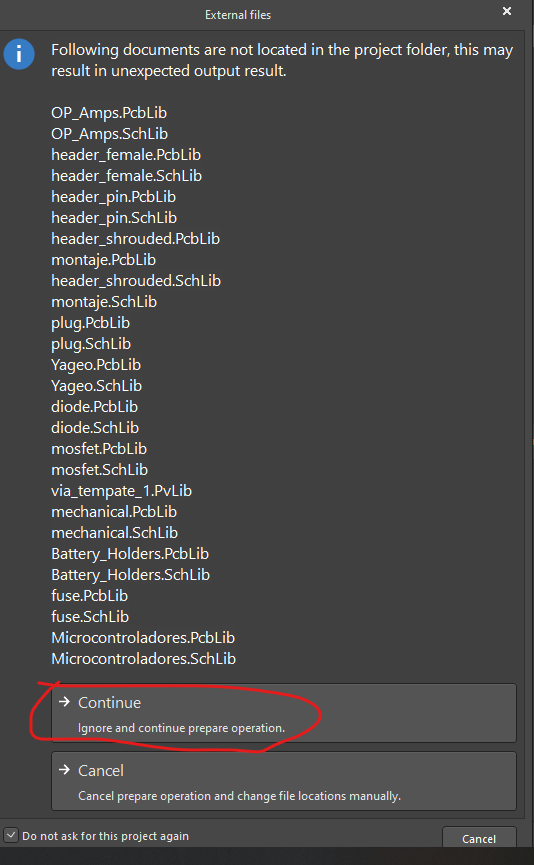 External files
Following documents are not located in the project folder, this may
result in unexpected output result.
OP_Amps.PcbLib
OP_Amps.SchLib
header_female.PcbLib
header_female.SchLib
header_pin.PcbLib
header_pin.SchLib
header_shrouded.PcbLib
montaje.PcbLib
header_shrouded.SchLib
montaje.SchLib
plug.PcbLib
plug.SchLib
Yageo.PcbLib
Yageo.SchLib
diode.PcbLib
diode.SchLib
mosfet.PcbLib
mosfet.SchLib
via_tempate_1.PvLib
mechanical.PcbLib
mechanical.SchLib
Battery_Holders.PcbLib
Battery_Holders.SchLib
fuse.PcbLib
fuse.SchLib
Microcontroladores.PcbLib
Microcontroladores.SchLib
Continue
Ignore and continue prepare operation.
Cancel
Cancel prepare operation and change file locations manually.
Do not ask for this project again
Cancel